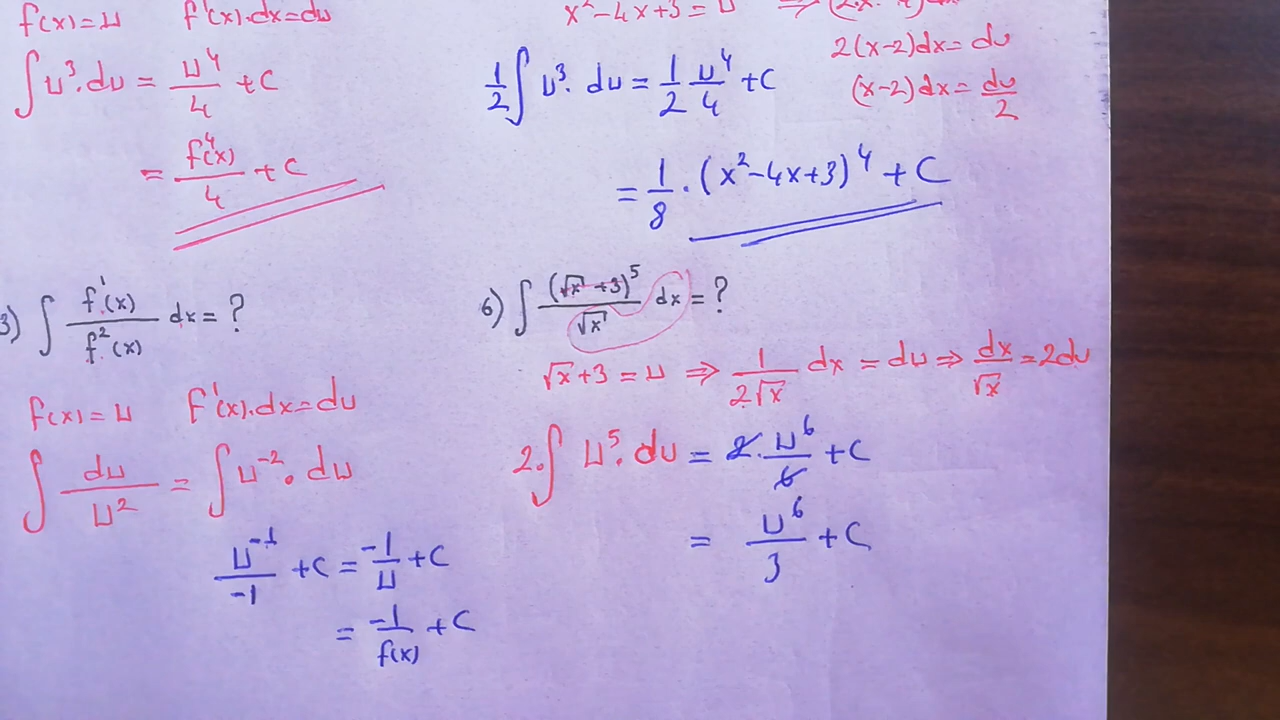 f(x) = u f'(x).dx = du
∫ u³.du = u⁴/4 + c
= f⁴(x)/4 + c
x² - 4x + 3 = u
2(x-2)dx = du
(x-2)dx = du/2
1/2 ∫ u³. du = 1/2 u⁴/4 + c
= 1/8 . (x² - 4x + 3)⁴ + c
3) ∫ f'(x)/f²(x) dx = ?
f(x) = u f'(x).dx = du
∫ du/u² = ∫ u⁻². du
u⁻¹/-1 + c = -1/u + c
= -1/f(x) + c
6) ∫ (√x + 3)⁵/√x dx = ?
√x + 3 = u ⇒ 1/(2√x) dx = du ⇒ dx/√x = 2du
2.∫ u⁵. du = 2. u⁶/6 + c
= u⁶/3 + c